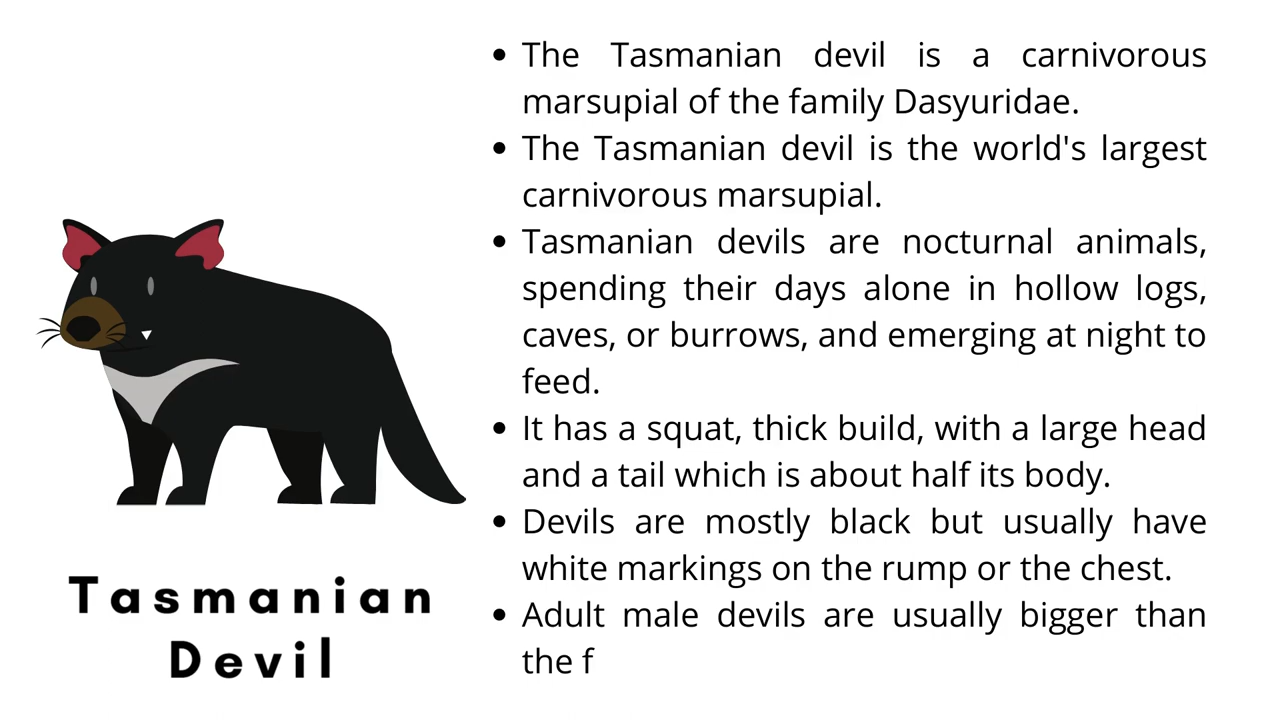 • The Tasmanian devil is a carnivorous
marsupial of the family Dasyuridae.
• The Tasmanian devil is the world's largest
carnivorous marsupial.
• Tasmanian devils are nocturnal animals,
spending their days alone in hollow logs,
caves, or burrows, and emerging at night to
feed.
• It has a squat, thick build, with a large head
and a tail which is about half its body.
• Devils are mostly black but usually have
white markings on the rump or the chest.
• Adult male devils are usually bigger than
the f
Tasmanian
Devil